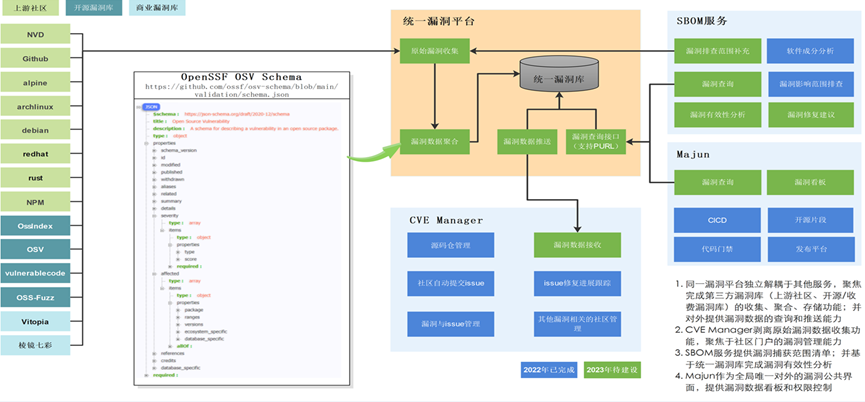 上游社区
开源漏洞库
商业漏洞库
NVD
Github
alpine
archlinux
debian
redhat
rust
NPM
OssIndex
OSV
vulnerablecode
OSS-Fuzz
Vitopia
棱镜七彩
OpenSSF OSV Schema
https://github.com/ossf/osv-schema/blob/main/
validation/schema.json
JSON
$schema : https://json-schema.org/draft/2020-12/schema
title : Open Source Vulnerability
description : A schema for describing a vulnerability in an open source package.
type : object
properties
schema_version
id
modified
published
withdrawn
aliases
related
summary
details
severity
type : array
items
type : object
properties
type
score
required :
affected
type : array
items
type : object
properties
package
ranges
versions
ecosystem_specific
database_specific
allOf :
references
credits
database_specific
required :
统一漏洞平台
原始漏洞收集
统一漏洞库
漏洞数据聚合
漏洞数据推送
漏洞查询接口
(支持PURL)
CVE Manager
源码仓管理
漏洞数据接收
社区自动提交issue
issue修复进展跟踪
漏洞与issue管理
其他漏洞相关的社区管
理
2022年已完成
2023年待建设
SBOM服务
漏洞排查范围补充
软件成分分析
漏洞查询
漏洞影响范围排查
漏洞有效性分析
漏洞修复建议
Majun
漏洞查询
漏洞看板
CICD
开源片段
代码门禁
发布平台
1. 同一漏洞平台独立解耦于其他服务，聚焦
完成第三方漏洞库（上游社区、开源/收
费漏洞库）的收集、聚合、存储功能；并
对外提供漏洞数据的查询和推送能力
2. CVE Manager剥离原始漏洞数据收集功
能，聚焦于社区门户的漏洞管理能力
3. SBOM服务提供漏洞捕获范围清单；并基
于统一漏洞库完成漏洞有效性分析
4. Majun作为全局唯一对外的漏洞公共界
面，提供漏洞数据看板和权限控制